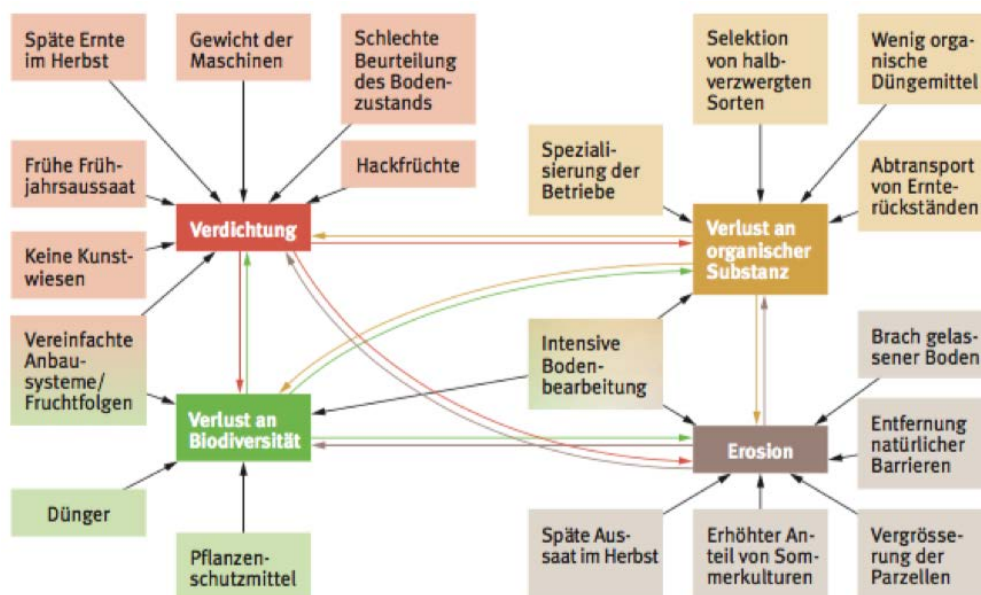 Späte Ernte
im Herbst
Gewicht der
Maschinen
Schlechte
Beurteilung
des Boden-
zustands
Selektion
von halb-
verzwergten
Sorten
Wenig orga-
nische
Düngemittel
Frühe Früh-
jahrsaussaat
Hackfrüchte
Speziali-
sierung der
Betriebe
Abtransport
von Ernte-
rückständen
Verdichtung
Verlust an
organischer
Substanz
Keine Kunst-
wiesen
Vereinfachte
Anbau-
systeme/
Fruchtfolgen
Intensive
Boden-
bearbeitung
Brach gelas-
sener Boden
Verlust an
Biodiversität
Erosion
Entfernung
natürlicher
Barrieren
Dünger
Pflanzen-
schutzmittel
Späte Aus-
saat im Herbst
Erhöhter An-
teil von Som-
merkulturen
Vergrösse-
rung der
Parzellen